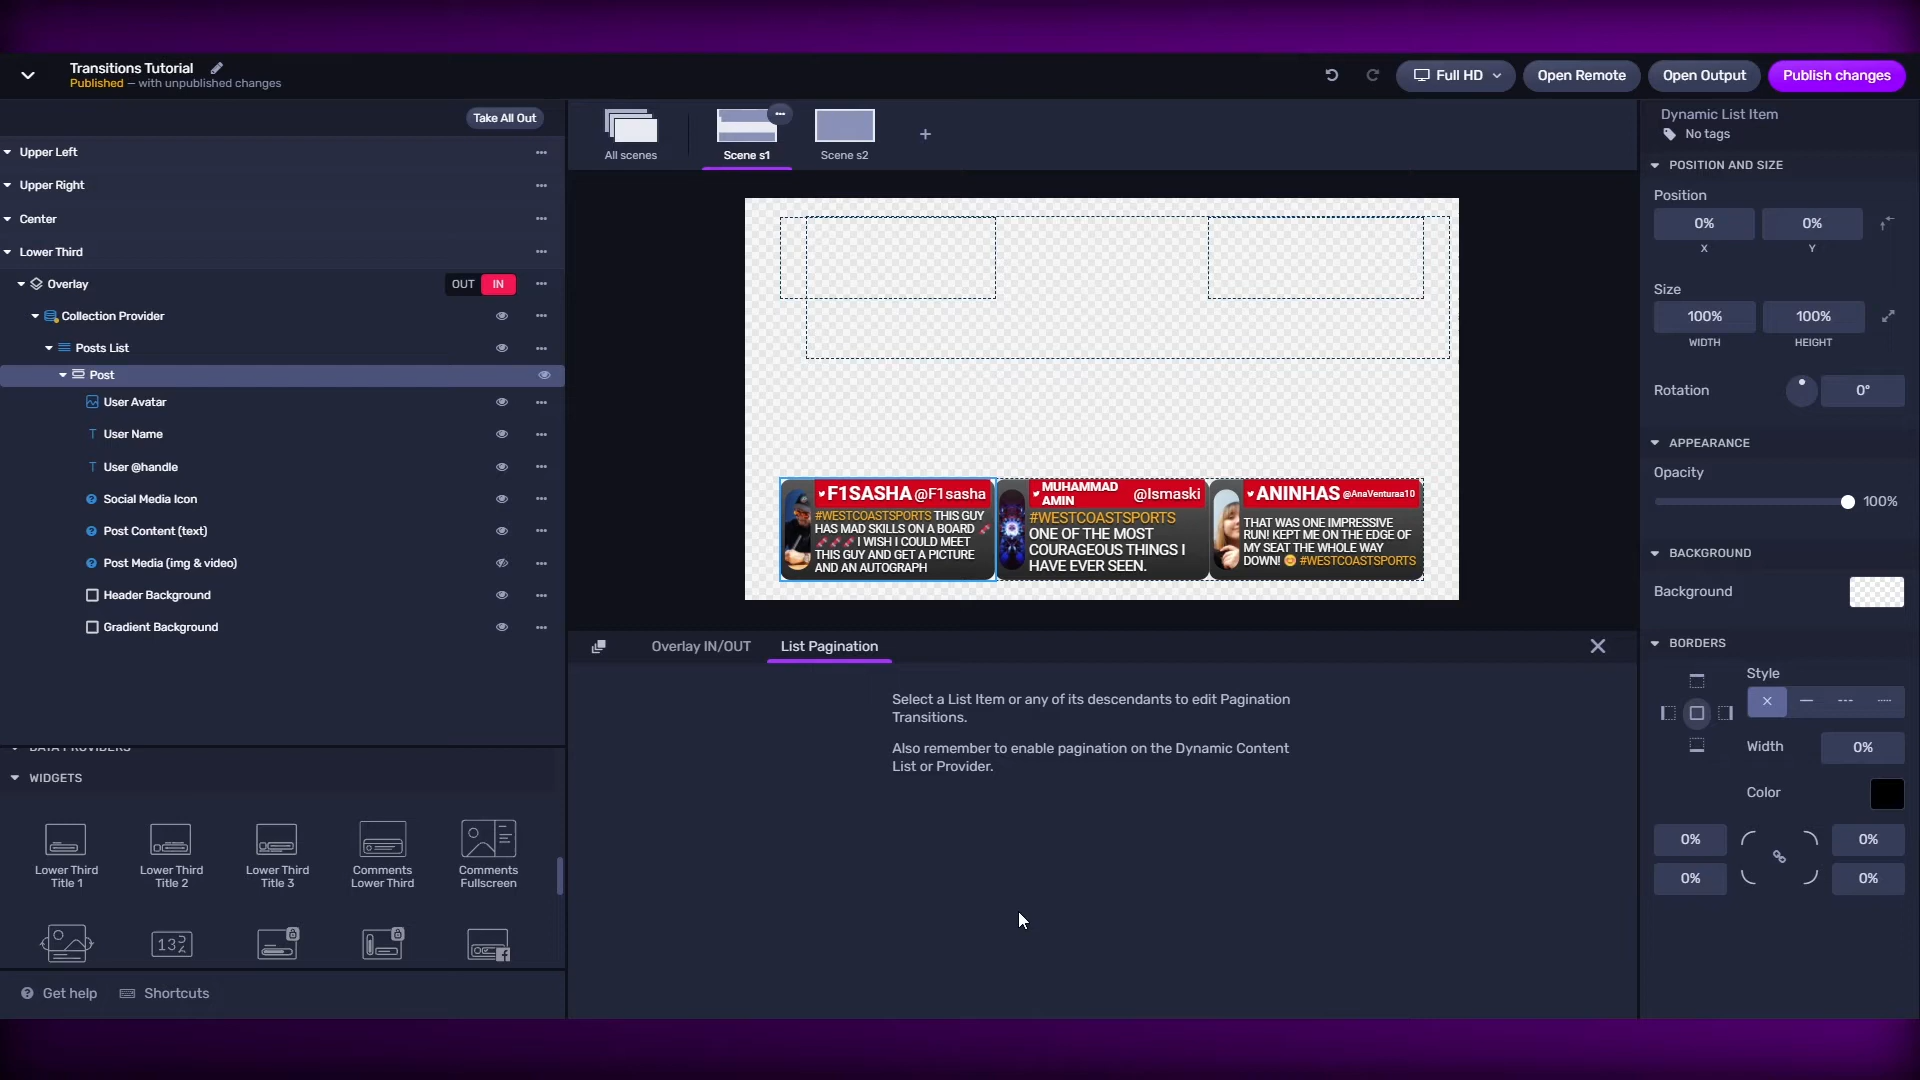 Transitions Tutorial
Published – with unpublished changes
Full HD
Open Remote
Open Output
Publish changes
Take All Out
Upper Left
Upper Right
Center
Lower Third
Overlay
OUT
IN
Collection Provider
Posts List
Post
User Avatar
User Name
User @handle
Social Media Icon
Post Content (text)
Post Media (img & video)
Header Background
Gradient Background
DATA PROVIDERS
WIDGETS
Lower Third
Title 1
Lower Third
Title 2
Lower Third
Title 3
Comments
Lower Third
Comments
Fullscreen
Get help
Shortcuts
All scenes
Scene s1
Scene s2
F1SASHA @F1sasha
#WESTCOASTSPORTS THIS GUY
HAS MAD SKILLS ON A BOARD
I WISH I COULD MEET
THIS GUY AND GET A PICTURE
AND AN AUTOGRAPH
MUHAMMAD
AMIN
@Ismaski
#WESTCOASTSPORTS
ONE OF THE MOST
COURAGEOUS THINGS I
HAVE EVER SEEN.
ANINHAS @AnaVenturaa10
THAT WAS ONE IMPRESSIVE
RUN! KEPT ME ON THE EDGE OF
MY SEAT THE WHOLE WAY
DOWN! 😊 #WESTCOASTSPORTS
Overlay IN/OUT
List Pagination
Select a List Item or any of its descendants to edit Pagination
Transitions.
Also remember to enable pagination on the Dynamic Content
List or Provider.
Dynamic List Item
No tags
POSITION AND SIZE
Position
0%
0%
X
Y
Size
100%
100%
WIDTH
HEIGHT
Rotation
0°
APPEARANCE
Opacity
100%
BACKGROUND
Background
BORDERS
Style
Width
0%
Color
0%
0%
0%
0%